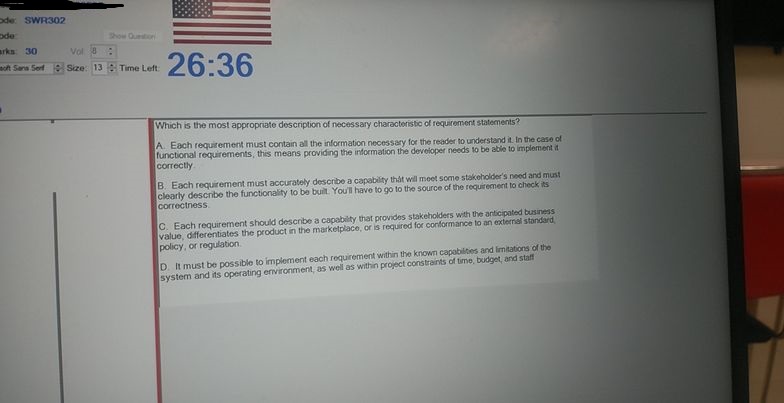 ode: SWR302
ode:
Show Question
arks: 30
Vol 8
soft Sans Serif Size: 13 Time Left: 26:36
Which is the most appropriate description of necessary characteristic of requirement statements?
A. Each requirement must contain all the information necessary for the reader to understand it. In the case of
functional requirements, this means providing the information the developer needs to be able to implement it
correctly.
B. Each requirement must accurately describe a capability that will meet some stakeholder's need and must
clearly describe the functionality to be built. You'll have to go to the source of the requirement to check its
correctness.
C. Each requirement should describe a capability that provides stakeholders with the anticipated business
value, differentiates the product in the marketplace, or is required for conformance to an external standard,
policy, or regulation.
D. It must be possible to implement each requirement within the known capabilities and limitations of the
system and its operating environment, as well as within project constraints of time, budget, and staff